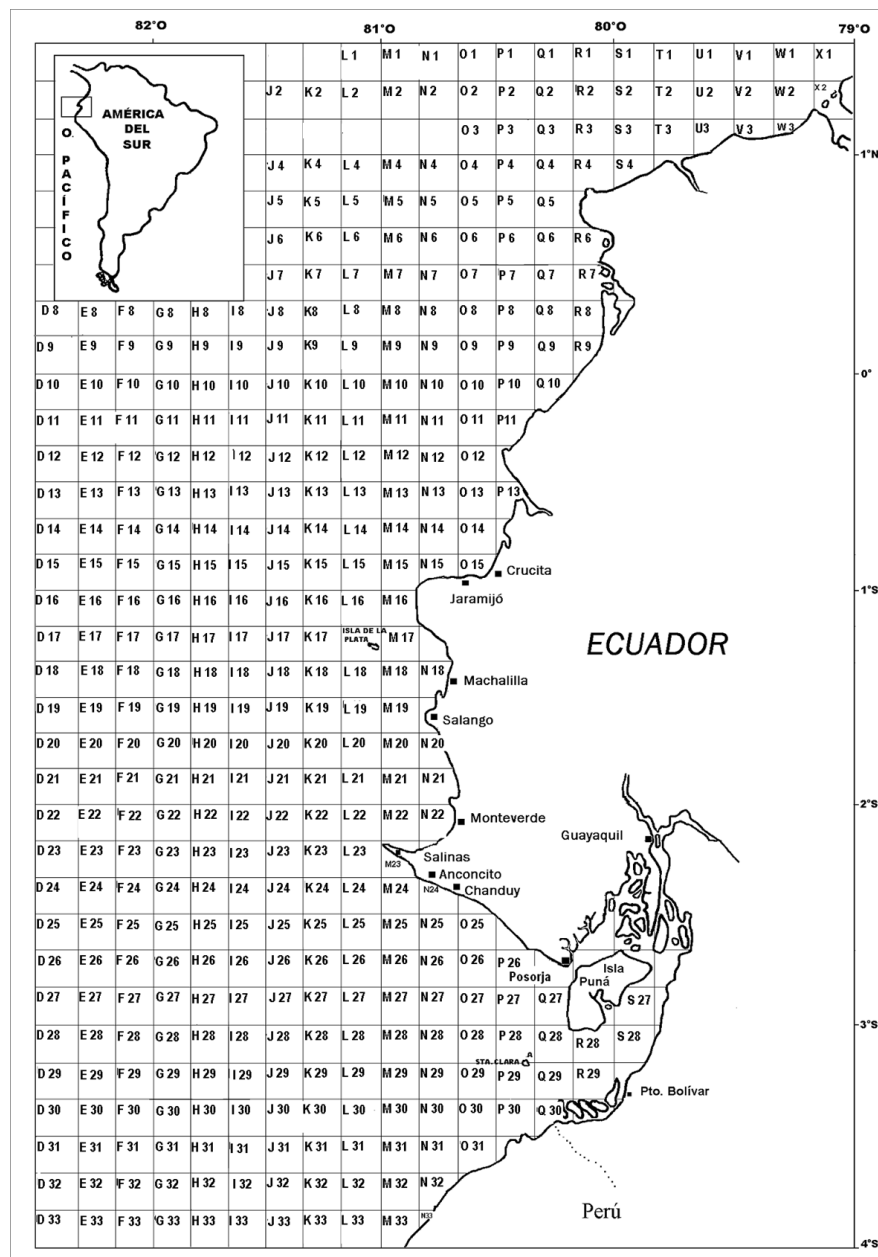 82°O 81°O 80°O 79°O
L 1 M 1 N 1 O 1 P 1 Q 1 R 1 S 1 T 1 U 1 V 1 W 1 X 1
J 2 K 2 L 2 M 2 N 2 O 2 P 2 Q 2 R 2 S 2 T 2 U 2 V 2 W 2 X 2
AMÉRICA
DEL
SUR
O. PACÍFICO
O 3 P 3 Q 3 R 3 S 3 T 3 U3 V 3 W 3
1°N
J 4 K 4 L 4 M 4 N 4 O 4 P 4 Q 4 R 4 S 4
J 5 K 5 L 5 M 5 N 5 O 5 P 5 Q 5
J 6 K 6 L 6 M 6 N 6 O 6 P 6 Q 6 R 6
J 7 K 7 L 7 M 7 N 7 O 7 P 7 Q 7 R 7
D 8 E 8 F 8 G 8 H 8 I 8 J 8 K8 L 8 M 8 N 8 O 8 P 8 Q 8 R 8
D 9 E 9 F 9 G 9 H 9 I 9 J 9 K9 L 9 M 9 N 9 O 9 P 9 Q 9 R 9
0°
D 10 E 10 F 10 G 10 H 10 I 10 J 10 K 10 L 10 M 10 N 10 O 10 P 10 Q 10
D 11 E 11 F 11 G 11 H 11 I 11 J 11 K 11 L 11 M 11 N 11 O 11 P11
D 12 E 12 F 12 G 12 H 12 I 12 J 12 K 12 L 12 M 12 N 12 O 12
D 13 E 13 F 13 G 13 H 13 I 13 J 13 K 13 L 13 M 13 N 13 O 13 P 13
D 14 E 14 F 14 G 14 H 14 I 14 J 14 K 14 L 14 M 14 N 14 O 14
D 15 E 15 F 15 G 15 H 15 I 15 J 15 K 15 L 15 M 15 N 15 O 15
Crucita
Jaramijó
1°S
D 16 E 16 F 16 G 16 H 16 I 16 J 16 K 16 L 16 M 16
D 17 E 17 F 17 G 17 H 17 I 17 J 17 K 17 ISLA DE LA PLATA M 17
ECUADOR
D 18 E 18 F 18 G 18 H 18 I 18 J 18 K 18 L 18 M 18 N 18
Machalilla
D 19 E 19 F 19 G 19 H 19 I 19 J 19 K 19 L 19 M 19
Salango
D 20 E 20 F 20 G 20 H 20 I 20 J 20 K 20 L 20 M 20 N 20
D 21 E 21 F 21 G 21 H 21 I 21 J 21 K 21 L 21 M 21 N 21
2°S
D 22 E 22 F 22 G 22 H 22 I 22 J 22 K 22 L 22 M 22 N 22
Monteverde
Guayaquil
D 23 E 23 F 23 G 23 H 23 I 23 J 23 K 23 L 23 M23
Salinas
Anconcito
D 24 E 24 F 24 G 24 H 24 I 24 J 24 K 24 L 24 M 24 N24
Chanduy
D 25 E 25 F 25 G 25 H 25 I 25 J 25 K 25 L 25 M 25 N 25 O 25
D 26 E 26 F 26 G 26 H 26 I 26 J 26 K 26 L 26 M 26 N 26 O 26 P 26
Posorja
Isla
Puná
D 27 E 27 F 27 G 27 H 27 I 27 J 27 K 27 L 27 M 27 N 27 O 27 P 27 Q 27 S 27
3°S
D 28 E 28 F 28 G 28 H 28 I 28 J 28 K 28 L 28 M 28 N 28 O 28 P 28 Q 28 R 28 S 28
STA. CLARA
D 29 E 29 F 29 G 29 H 29 I 29 J 29 K 29 L 29 M 29 N 29 O 29 P 29 Q 29 R 29
Pto. Bolívar
D 30 E 30 F 30 G 30 H 30 I 30 J 30 K 30 L 30 M 30 N 30 O 30 P 30 Q 30
D 31 E 31 F 31 G 31 H 31 I 31 J 31 K 31 L 31 M 31 N 31 O 31
D 32 E 32 F 32 G 32 H 32 I 32 J 32 K 32 L 32 M 32 N 32
Perú
D 33 E 33 F 33 G 33 H 33 I 33 J 33 K 33 L 33 M 33 N33
4°S